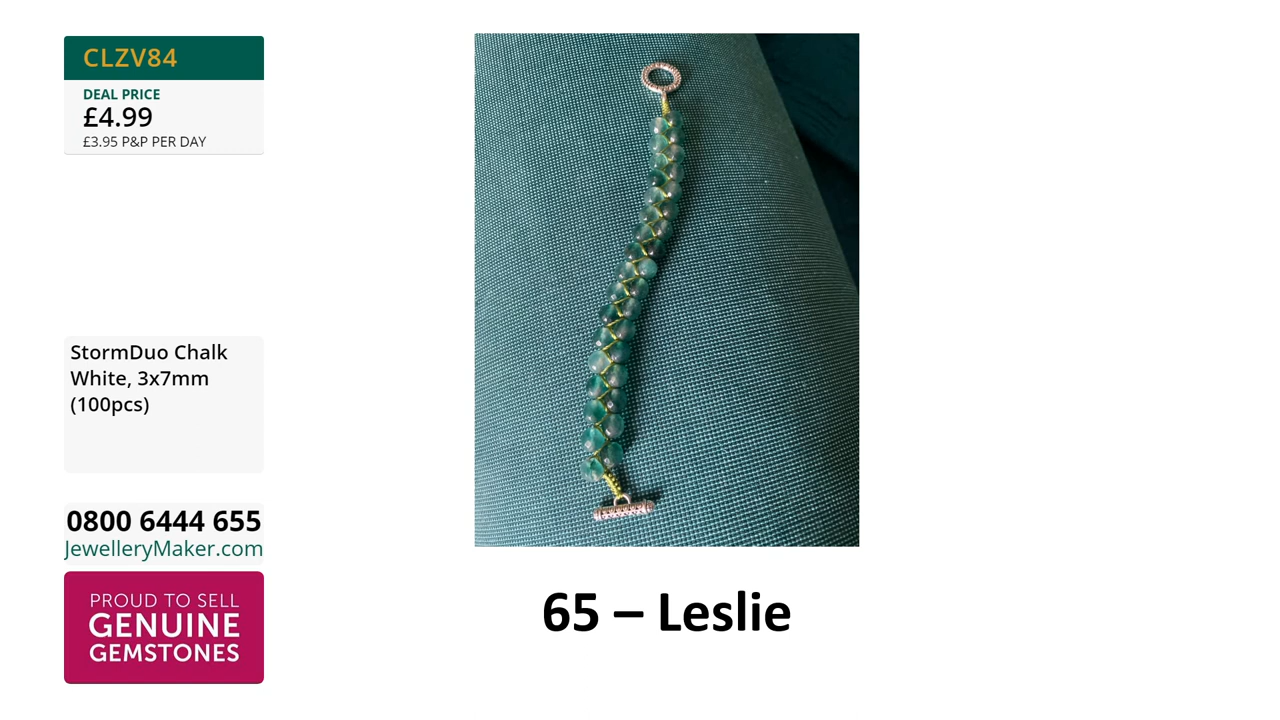 CLZV84
DEAL PRICE
£4.99
£3.95 P&P PER DAY
StormDuo Chalk
White, 3x7mm
(100pcs)
0800 6444 655
JewelleryMaker.com
PROUD TO SELL
GENUINE
GEMSTONES
65 – Leslie